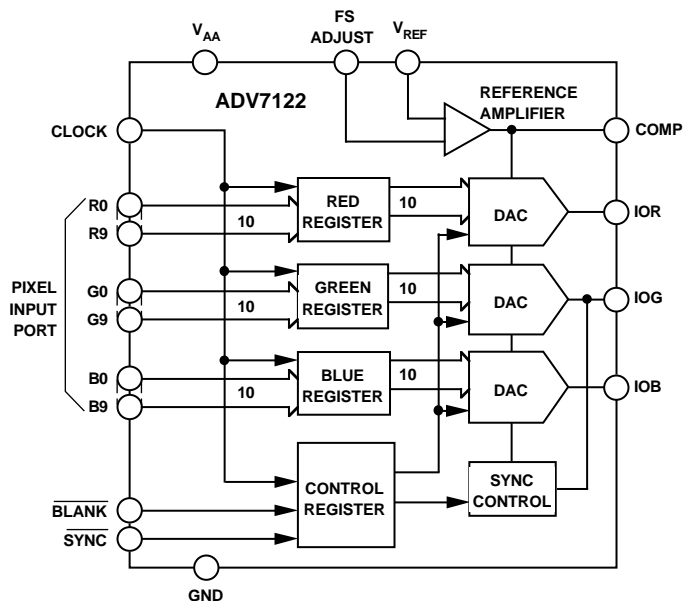 FS
ADJUST
V_AA
V_REF
ADV7122
REFERENCE
AMPLIFIER
CLOCK
COMP
R0
R9
10
RED
REGISTER
10
DAC
IOR
PIXEL
INPUT
PORT
G0
G9
10
GREEN
REGISTER
10
DAC
IOG
B0
B9
10
BLUE
REGISTER
10
DAC
IOB
CONTROL
REGISTER
SYNC
CONTROL
BLANK
SYNC
GND